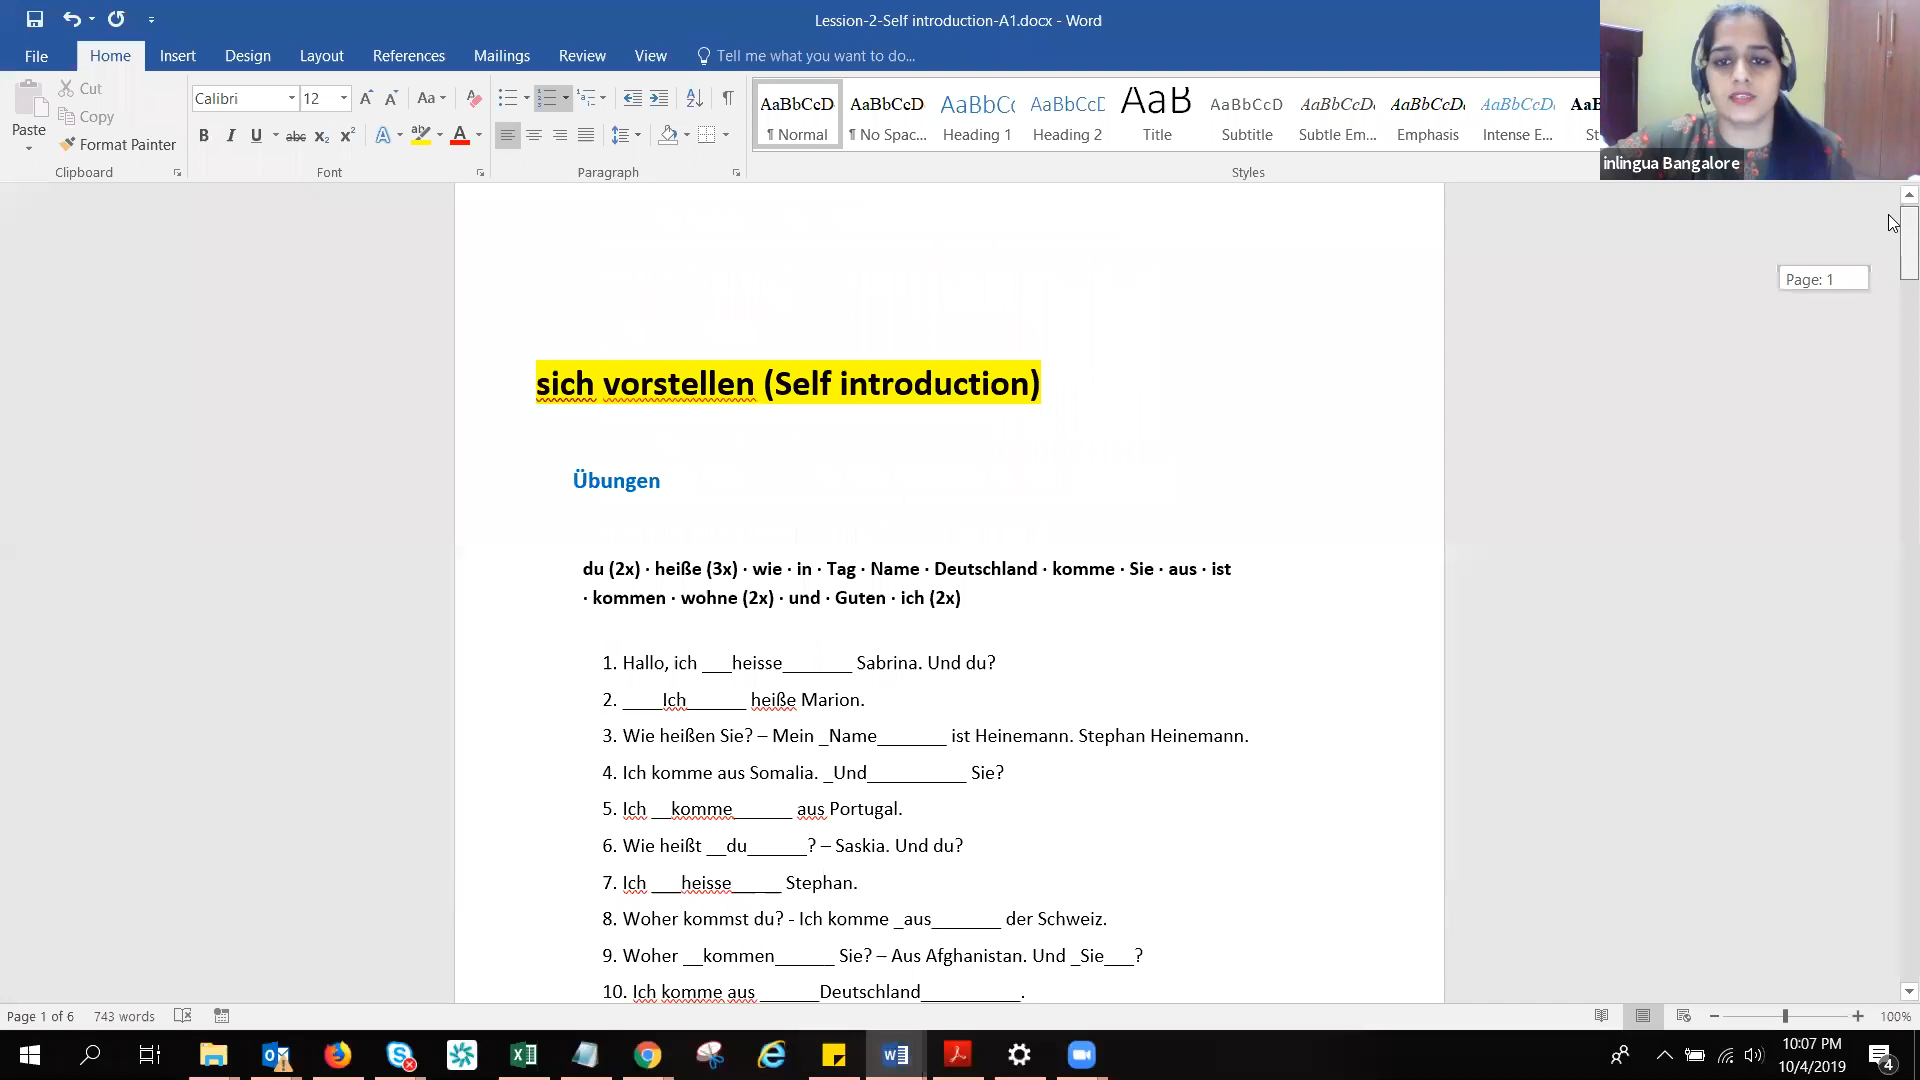 Lession-2-Self introduction-A1.docx - Word
File Home Insert Design Layout References Mailings Review View Tell me what you want to do...
Paste
Cut
Copy
Format Painter
Clipboard
Calibri 12
Font
Paragraph
AaBbCcD AaBbCcD AaBbCc AaBbCcD AaB AaBbCcD AaBbCcD AaBbCcD AaBbCcD AaB
¶ Normal ¶ No Spac... Heading 1 Heading 2 Title Subtitle Subtle Em... Emphasis Intense E... St
Styles
inlingua Bangalore
Page: 1
sich vorstellen (Self introduction)
Übungen
du (2x) · heiße (3x) · wie · in · Tag · Name · Deutschland · komme · Sie · aus · ist
· kommen · wohne (2x) · und · Guten · ich (2x)
1. Hallo, ich ___heisse_______ Sabrina. Und du?
2. ____Ich______ heiße Marion.
3. Wie heißen Sie? – Mein _Name_______ ist Heinemann. Stephan Heinemann.
4. Ich komme aus Somalia. _Und__________ Sie?
5. Ich __komme______ aus Portugal.
6. Wie heißt __du______? – Saskia. Und du?
7. Ich ___heisse_____ Stephan.
8. Woher kommst du? - Ich komme _aus_______ der Schweiz.
9. Woher __kommen______ Sie? – Aus Afghanistan. Und _Sie___?
10. Ich komme aus ______Deutschland__________.
Page 1 of 6 743 words
100%
10:07 PM
10/4/2019
4